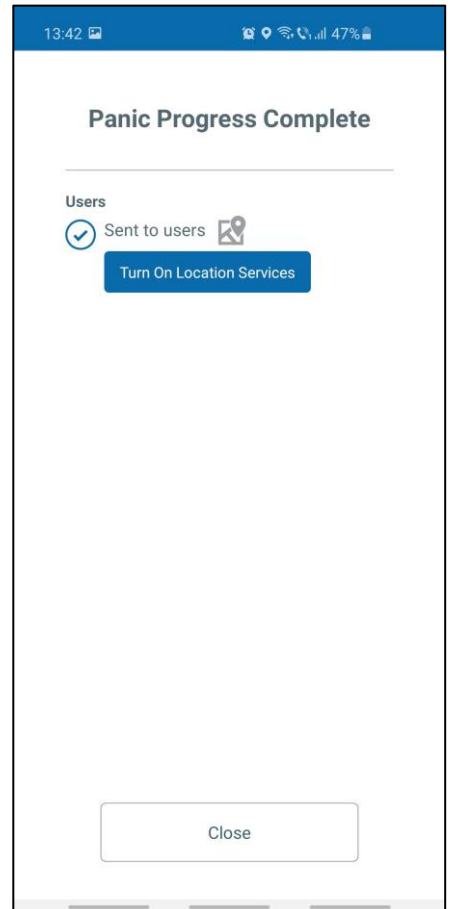 13:42 47%
Panic Progress Complete
Users
Sent to users
Turn On Location Services
Close